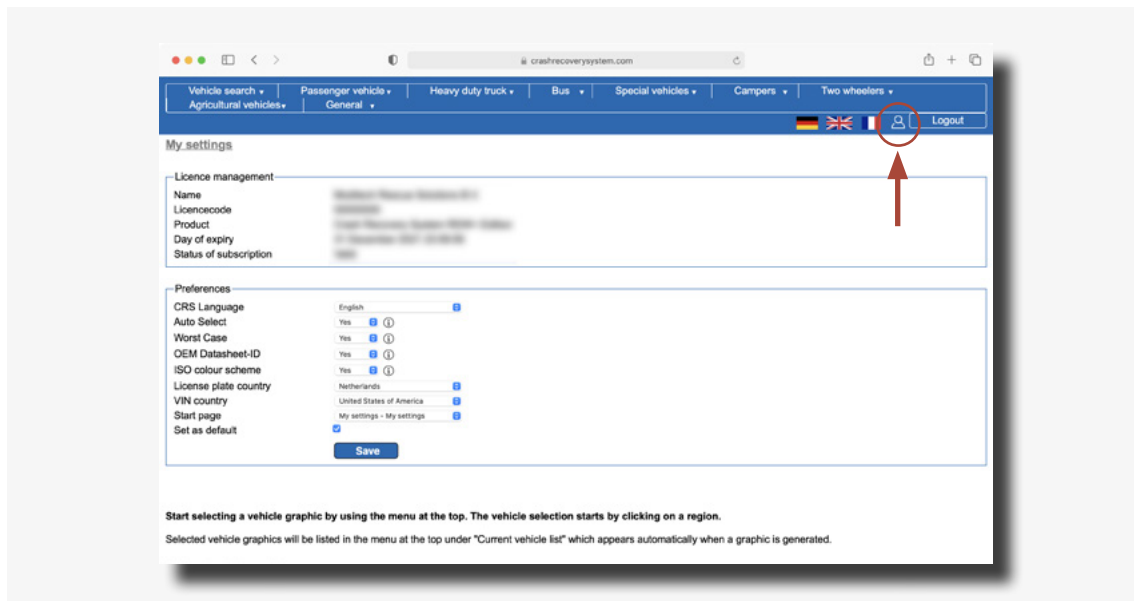 crashrecoverysystem.com
Vehicle search Passenger vehicle Heavy duty truck Bus Special vehicles Campers Two wheelers
Agricultural vehicles General
Logout
My settings
Licence management
Name
Licencecode
Product
Day of expiry
Status of subscription
Preferences
CRS Language English
Auto Select Yes
Worst Case Yes
OEM Datasheet-ID Yes
ISO colour scheme Yes
License plate country Netherlands
VIN country United States of America
Start page My settings - My settings
Set as default
Save
Start selecting a vehicle graphic by using the menu at the top. The vehicle selection starts by clicking on a region.
Selected vehicle graphics will be listed in the menu at the top under "Current vehicle list" which appears automatically when a graphic is generated.